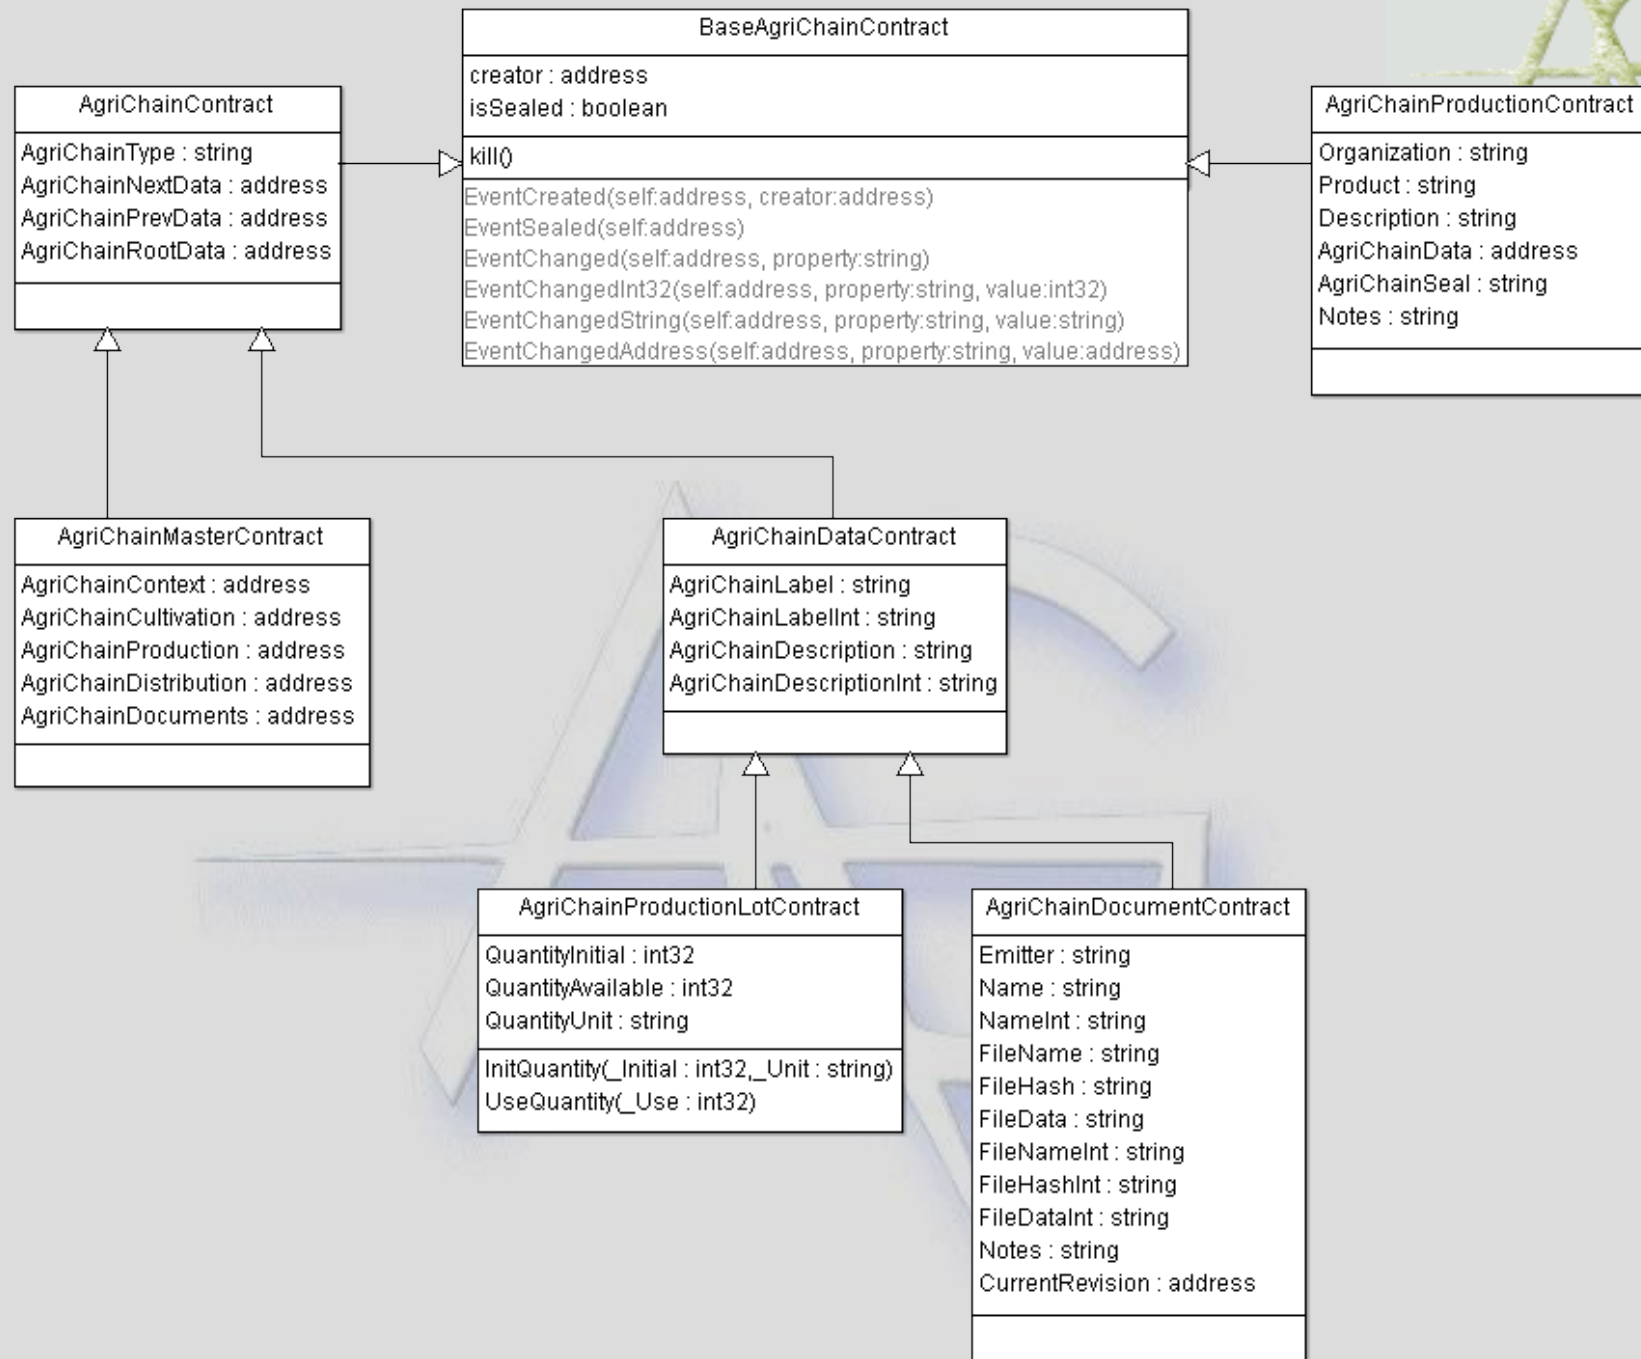 BaseAgriChainContract
creator : address
isSealed : boolean
kill()
EventCreated(self:address, creator:address)
EventSealed(self:address)
EventChanged(self:address, property:string)
EventChangedInt32(self:address, property:string, value:int32)
EventChangedString(self:address, property:string, value:string)
EventChangedAddress(self:address, property:string, value:address)
AgriChainContract
AgriChainType : string
AgriChainNextData : address
AgriChainPrevData : address
AgriChainRootData : address
AgriChainProductionContract
Organization : string
Product : string
Description : string
AgriChainData : address
AgriChainSeal : string
Notes : string
AgriChainMasterContract
AgriChainContext : address
AgriChainCultivation : address
AgriChainProduction : address
AgriChainDistribution : address
AgriChainDocuments : address
AgriChainDataContract
AgriChainLabel : string
AgriChainLabelInt : string
AgriChainDescription : string
AgriChainDescriptionInt : string
AgriChainProductionLotContract
QuantityInitial : int32
QuantityAvailable : int32
QuantityUnit : string
InitQuantity(_Initial : int32,_Unit : string)
UseQuantity(_Use : int32)
AgriChainDocumentContract
Emitter : string
Name : string
NameInt : string
FileName : string
FileHash : string
FileData : string
FileNameInt : string
FileHashInt : string
FileDataInt : string
Notes : string
CurrentRevision : address